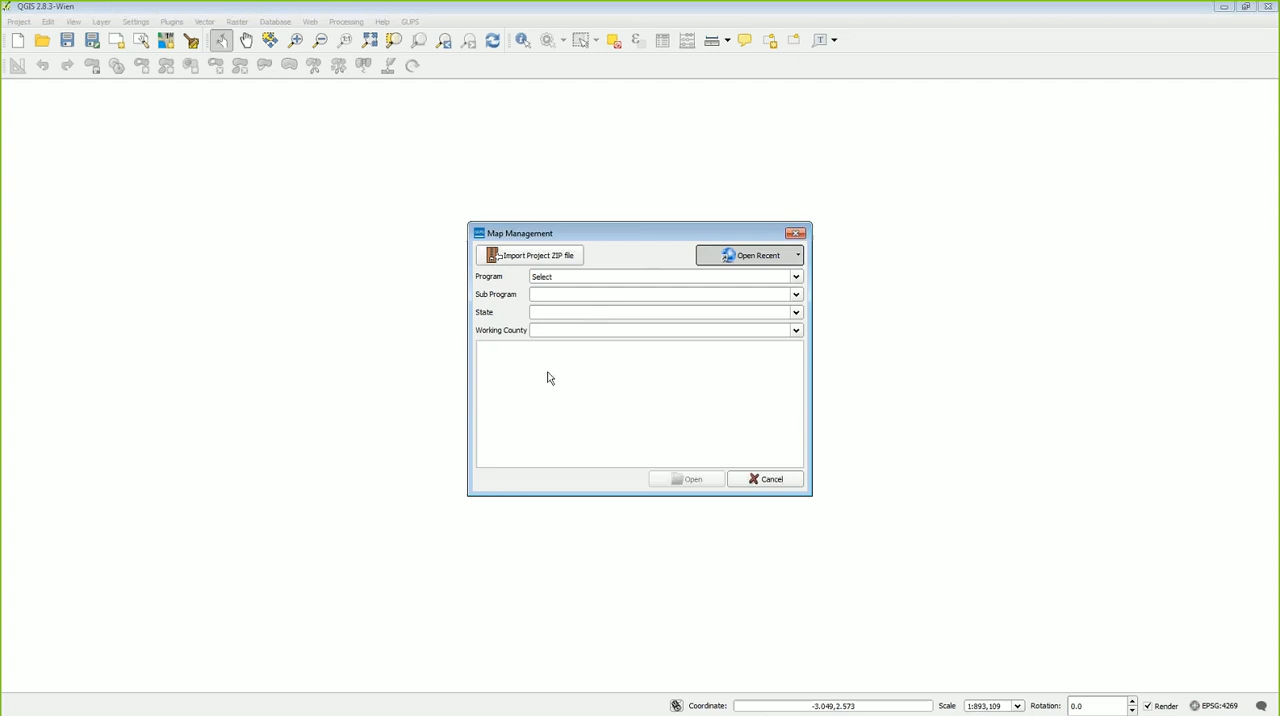 QGIS 2.8.3-Wien
Project Edit View Layer Settings Plugins Vector Raster Database Web Processing Help GUPS
Map Management
Import Project ZIP file Open Recent
Program Select
Sub Program
State
Working County
Open Cancel
Coordinate: -3.049,2.573 Scale 1:893,109 Rotation: 0.0 Render EPSG:4269